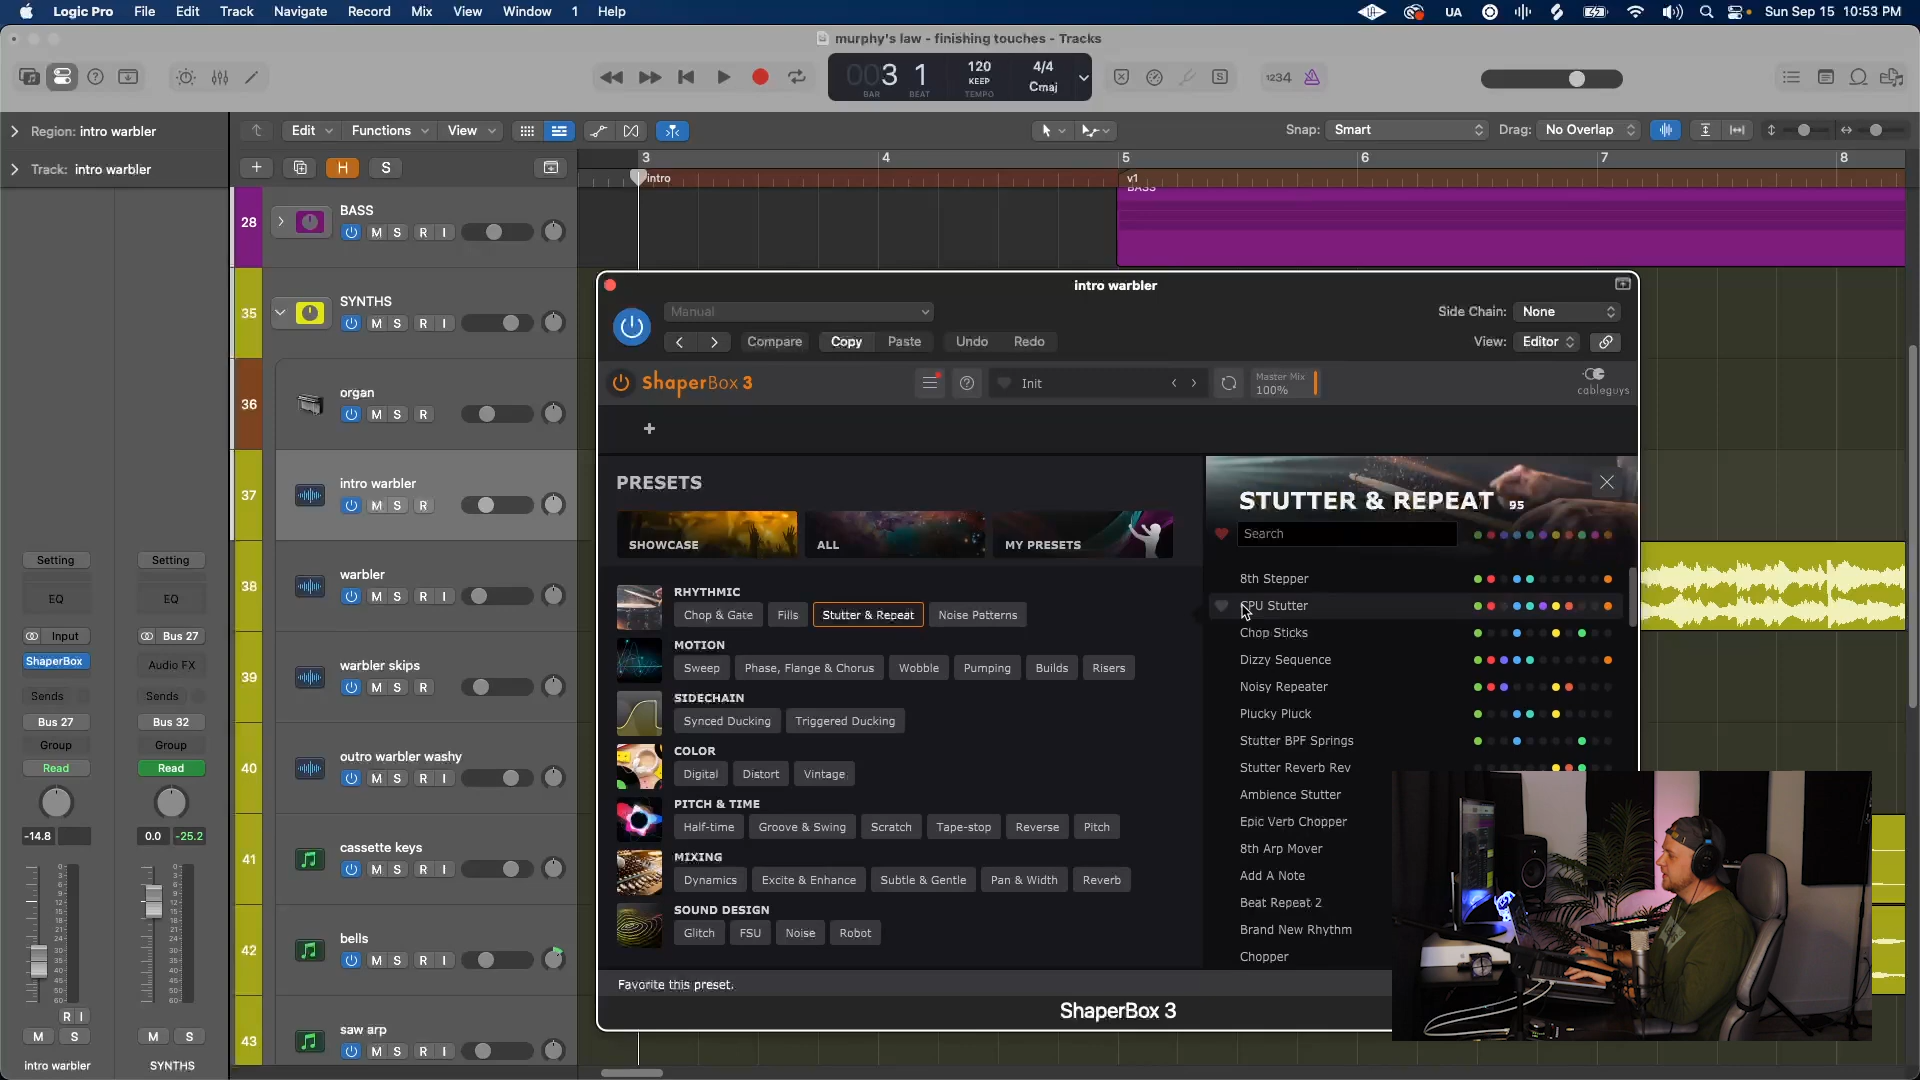 Logic Pro File Edit Track Navigate Record Mix View Window 1 Help
UA Sun Sep 15 10:53 PM
murphy's law - finishing touches - Tracks
003 1
BAR BEAT
120
KEEP
TEMPO
4/4
Cmaj
S
1234
Region: intro warbler
Track: intro warbler
Edit Functions View
Snap: Smart
Drag: No Overlap
+ H S
3 4 5 6 7 8
intro
v1
BASS
28
BASS
M S R I
35
SYNTHS
M S R I
36
organ
M S R
37
intro warbler
M S R
38
warbler
M S R I
39
warbler skips
M S R
40
outro warbler washy
M S R I
41
cassette keys
M S R I
42
bells
M S R I
43
saw arp
M S R I
Setting
EQ
Input
ShaperBox
Sends
Bus 27
Group
Read
-14.8
R I
M S
intro warbler
Setting
EQ
Bus 27
Audio FX
Sends
Bus 32
Group
Read
0.0 -25.2
M S
SYNTHS
intro warbler
Manual
Side Chain: None
Compare Copy Paste Undo Redo
View: Editor
ShaperBox 3
?
Init
Master Mix
100%
cableguys
+
PRESETS
SHOWCASE
ALL
MY PRESETS
RHYTHMIC
Chop & Gate Fills Stutter & Repeat Noise Patterns
MOTION
Sweep Phase, Flange & Chorus Wobble Pumping Builds Risers
SIDECHAIN
Synced Ducking Triggered Ducking
COLOR
Digital Distort Vintage
PITCH & TIME
Half-time Groove & Swing Scratch Tape-stop Reverse Pitch
MIXING
Dynamics Excite & Enhance Subtle & Gentle Pan & Width Reverb
SOUND DESIGN
Glitch FSU Noise Robot
STUTTER & REPEAT 95
Search
8th Stepper
CPU Stutter
Chop Sticks
Dizzy Sequence
Noisy Repeater
Plucky Pluck
Stutter BPF Springs
Stutter Reverb Rev
Ambience Stutter
Epic Verb Chopper
8th Arp Mover
Add A Note
Beat Repeat 2
Brand New Rhythm
Chopper
Favorite this preset.
ShaperBox 3